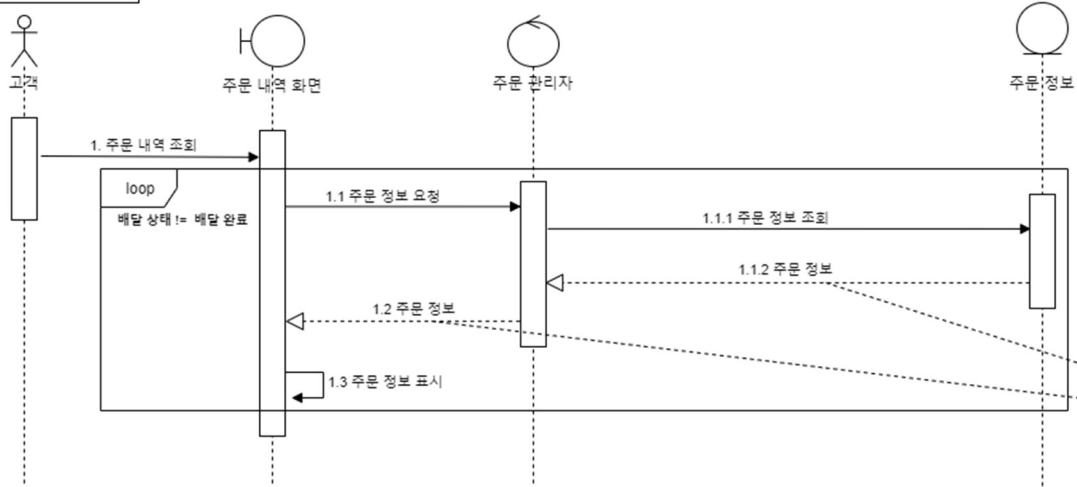 고객
주문 내역 화면
주문 관리자
주문 정보
1. 주문 내역 조회
loop
배달 상태 != 배달 완료
1.1 주문 정보 요청
1.1.1 주문 정보 조회
1.1.2 주문 정보
1.2 주문 정보
1.3 주문 정보 표시